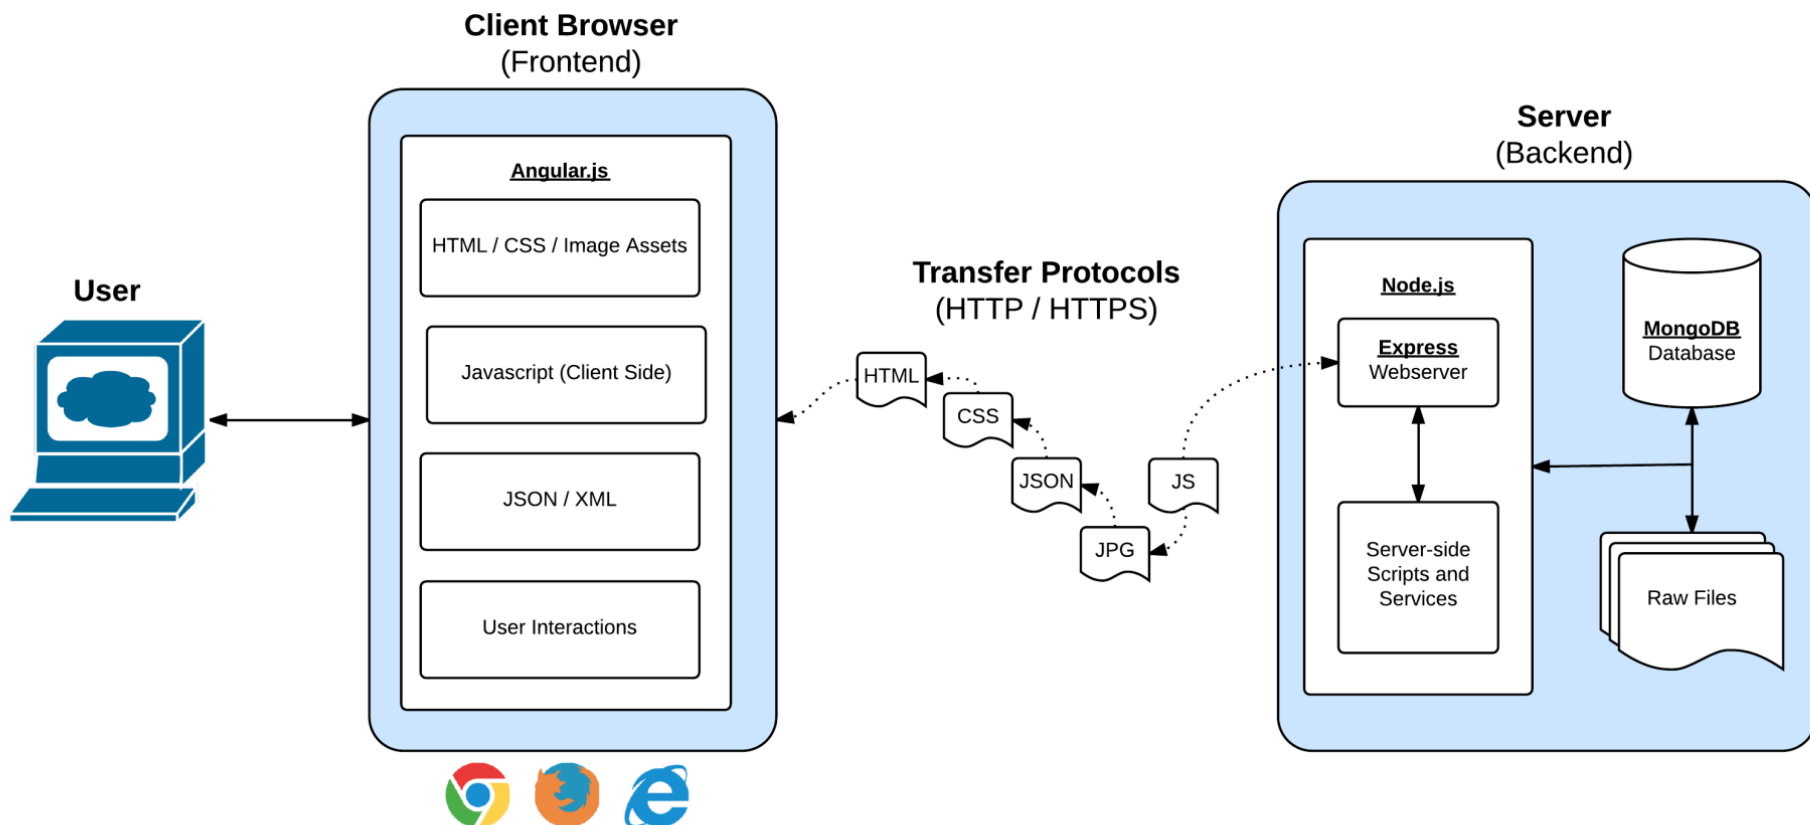 Client Browser
(Frontend)
Server
(Backend)
User
Angular.js
HTML / CSS / Image Assets
Javascript (Client Side)
JSON / XML
User Interactions
Transfer Protocols
(HTTP / HTTPS)
HTML
CSS
JSON
JPG
JS
Node.js
Express
Webserver
Server-side
Scripts and
Services
MongoDB
Database
Raw Files